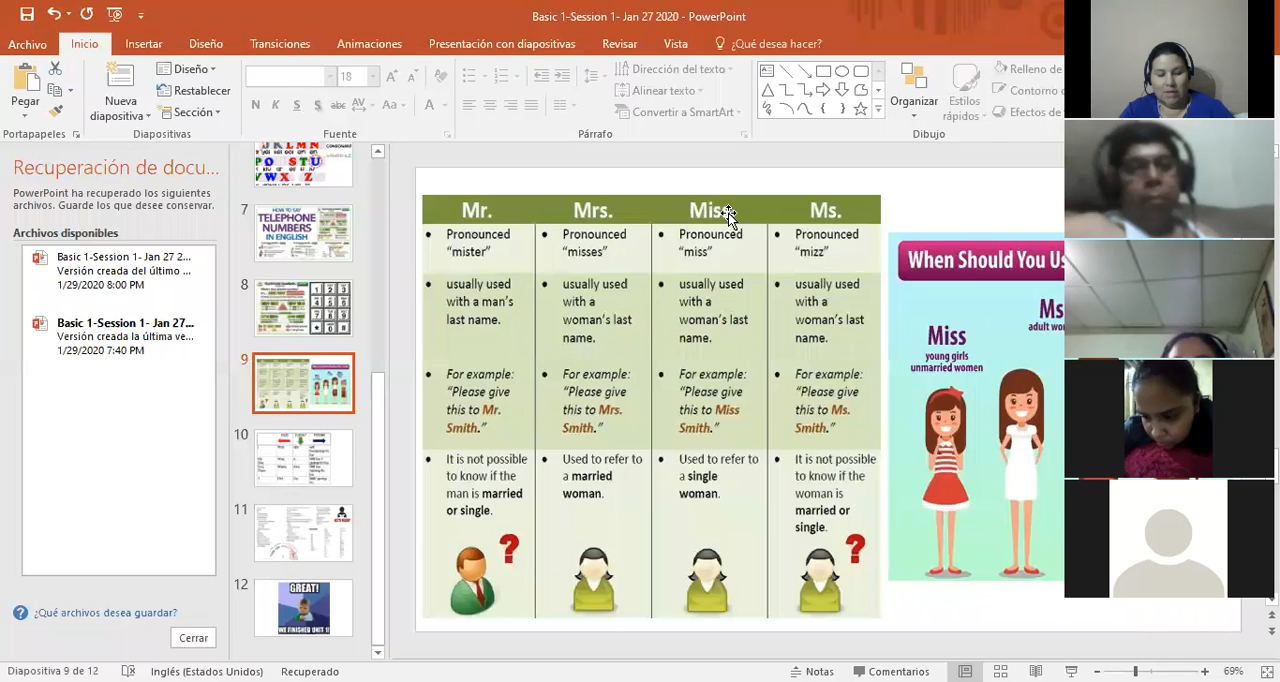 Basic 1-Session 1- Jan 27 2020 - PowerPoint
Archivo
Inicio
Insertar
Diseño
Transiciones
Animaciones
Presentación con diapositivas
Revisar
Vista
¿Qué desea hacer?
Pegar
Nueva
diapositiva
Diseño
Restablecer
Sección
18
N K S S abc AV Aa A
Dirección del texto
Alinear texto
Convertir a SmartArt
Organizar
Estilos
rápidos
Relleno de
Contorno
Efectos de
Portapapeles
Diapositivas
Fuente
Párrafo
Dibujo
Recuperación de docu...
PowerPoint ha recuperado los siguientes
archivos. Guarde los que desee conservar.
Archivos disponibles
Basic 1-Session 1- Jan 27 2...
Versión creada del último ...
1/29/2020 8:00 PM
Basic 1-Session 1- Jan 27...
Versión creada la última ve...
1/29/2020 7:40 PM
¿Qué archivos desea guardar?
Cerrar
7
HOW TO SAY
TELEPHONE
NUMBERS
IN ENGLISH
8
9
10
11
12
GREAT!
WE FINISHED UNIT 1!
Mr.
Pronounced
“mister”
usually used
with a man’s
last name.
For example:
“Please give
this to Mr.
Smith.”
It is not possible
to know if the
man is married
or single.
?
Mrs.
Pronounced
“misses”
usually used
with a
woman’s last
name.
For example:
“Please give
this to Mrs.
Smith.”
Used to refer to
a married
woman.
Miss
Pronounced
“miss”
usually used
with a
woman’s last
name.
For example:
“Please give
this to Miss
Smith.”
Used to refer to
a single
woman.
Ms.
Pronounced
“mizz”
usually used
with a
woman’s last
name.
For example:
“Please give
this to Ms.
Smith.”
It is not possible
to know if the
woman is
married or
single.
?
When Should You Us
Miss
young girls
unmarried women
Ms
adult wo
Diapositiva 9 de 12
Inglés (Estados Unidos)
Recuperado
Notas
Comentarios
69%